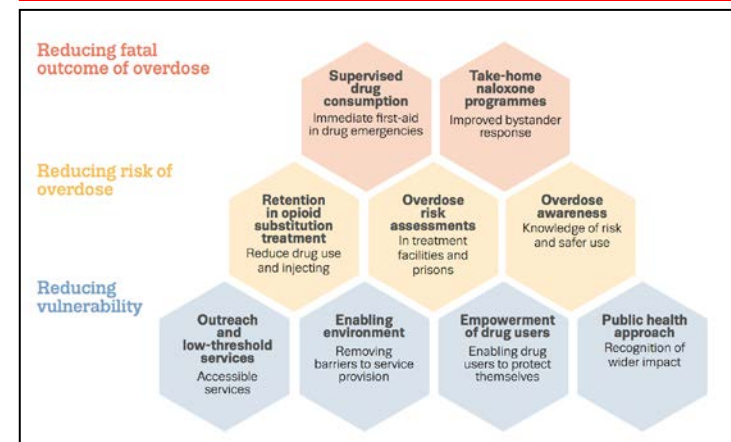 Reducing fatal
outcome of overdose
Supervised
drug
consumption
Immediate first-aid
in drug emergencies
Take-home
naloxone
programmes
Improved bystander
response
Reducing risk of
overdose
Retention
in opioid
substitution
treatment
Reduce drug use
and injecting
Overdose
risk
assessments
In treatment
facilities and
prisons
Overdose
awareness
Knowledge of risk
and safer use
Reducing
vulnerability
Outreach
and
low-threshold
services
Accessible
services
Enabling
environment
Removing
barriers to service
provision
Empowerment
of drug users
Enabling drug
users to protect
themselves
Public health
approach
Recognition of
wider impact